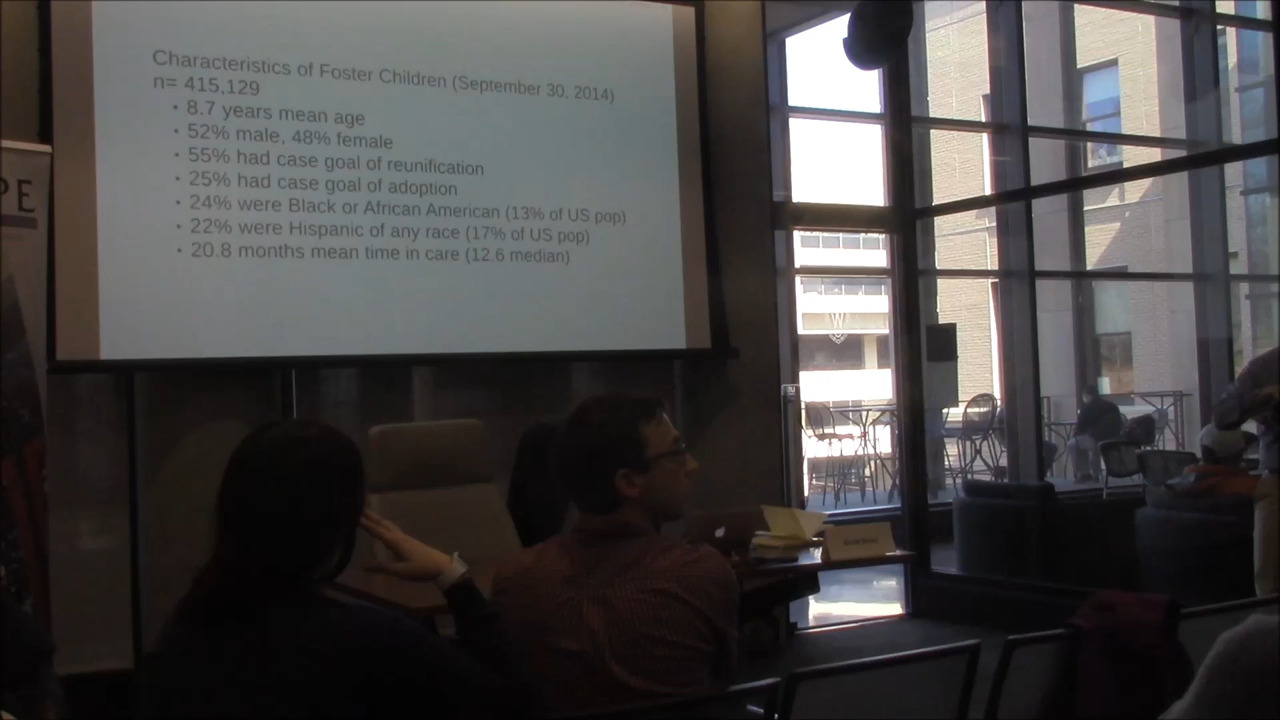 Characteristics of Foster Children (September 30, 2014)
n= 415,129
• 8.7 years mean age
• 52% male, 48% female
• 55% had case goal of reunification
• 25% had case goal of adoption
• 24% were Black or African American (13% of US pop)
• 22% were Hispanic of any race (17% of US pop)
• 20.8 months mean time in care (12.6 median)
PE
W